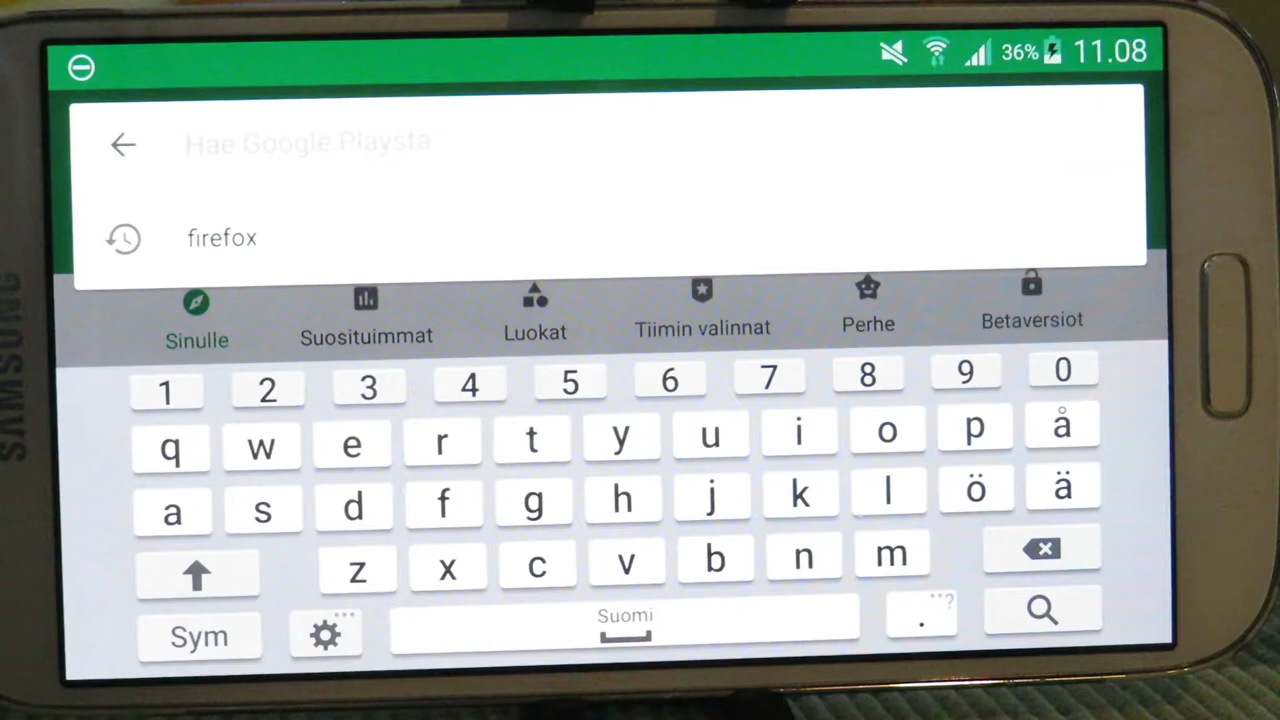 36% 11.08
Hae Google Playsta
firefox
Sinulle Suosituimmat Luokat Tiimin valinnat Perhe Betaversiot
1 2 3 4 5 6 7 8 9 0
q w e r t y u i o p å
a s d f g h j k l ö ä
z x c v b n m
Sym Suomi . ?
SAMSUNG